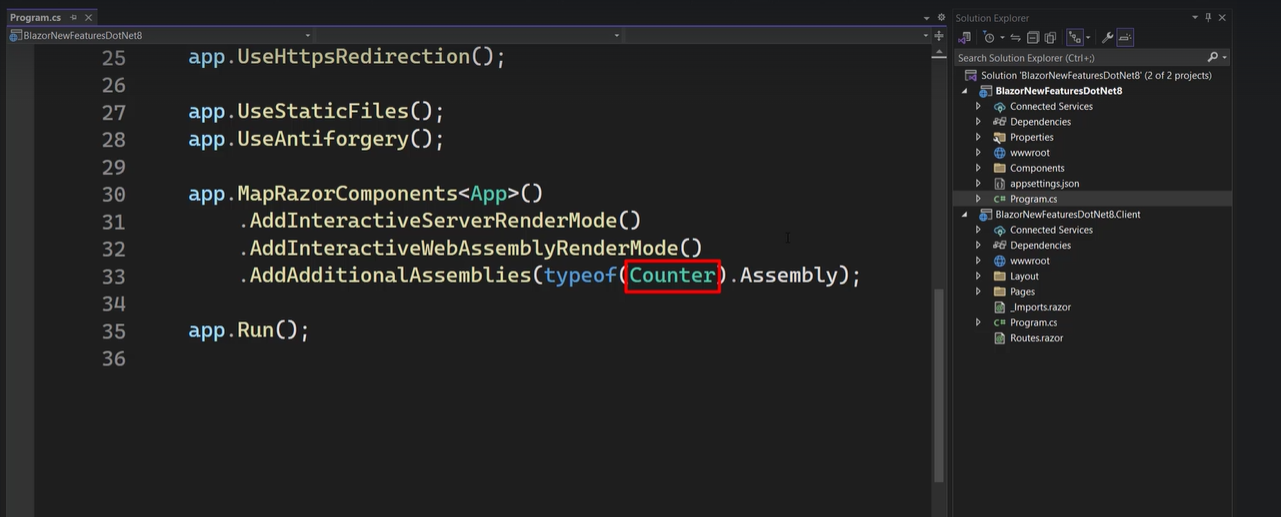 Program.cs
BlazorNewFeaturesDotNet8
25 app.UseHttpsRedirection();
26
27 app.UseStaticFiles();
28 app.UseAntiforgery();
29
30 app.MapRazorComponents<App>()
31 .AddInteractiveServerRenderMode()
32 .AddInteractiveWebAssemblyRenderMode()
33 .AddAdditionalAssemblies(typeof(Counter).Assembly);
34
35 app.Run();
36
Solution Explorer
Search Solution Explorer (Ctrl+;)
Solution 'BlazorNewFeaturesDotNet8' (2 of 2 projects)
BlazorNewFeaturesDotNet8
Connected Services
Dependencies
Properties
wwwroot
Components
appsettings.json
C# Program.cs
BlazorNewFeaturesDotNet8.Client
Connected Services
Dependencies
wwwroot
Layout
Pages
_Imports.razor
C# Program.cs
Routes.razor